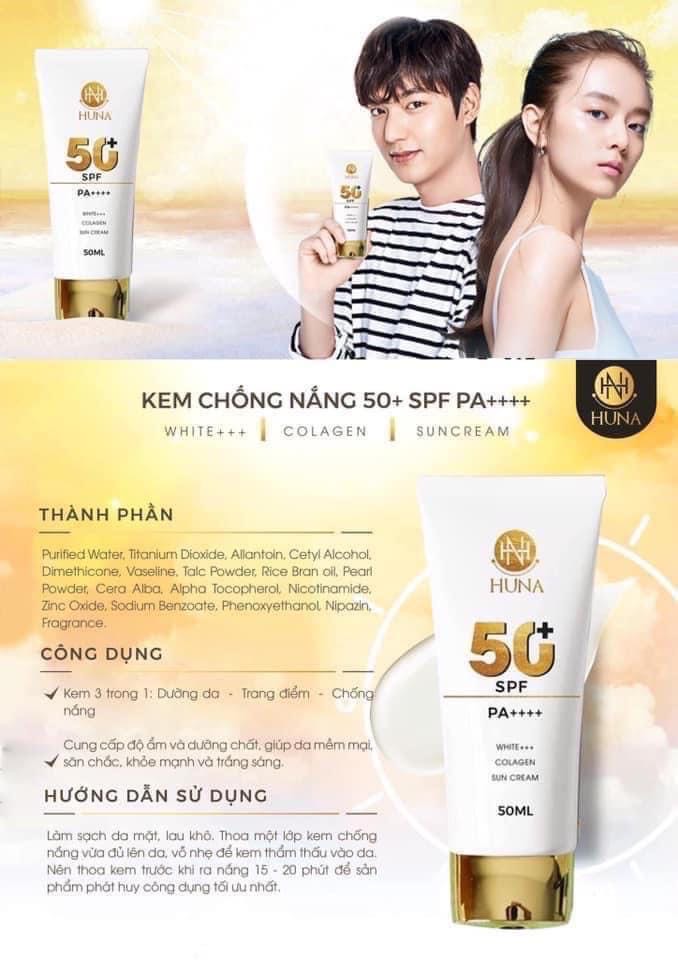 HUNA
50+
SPF
PA++++
WHITE+++
COLAGEN
SUN CREAM
50ML
HUNA
50+
SPF
PA++++
KEM CHỐNG NẮNG 50+ SPF PA++++
WHITE+++ | COLAGEN | SUNCREAM
HUNA
THÀNH PHẦN
Purified Water, Titanium Dioxide, Allantoin, Cetyl Alcohol,
Dimethicone, Vaseline, Talc Powder, Rice Bran oil, Pearl
Powder, Cera Alba, Alpha Tocopherol, Nicotinamide,
Zinc Oxide, Sodium Benzoate, Phenoxyethanol, Nipazin,
Fragrance.
CÔNG DỤNG
Kem 3 trong 1: Dưỡng da - Trang điểm - Chống
nắng
Cung cấp độ ẩm và dưỡng chất, giúp da mềm mại,
săn chắc, khỏe mạnh và trắng sáng.
HƯỚNG DẪN SỬ DỤNG
Làm sạch da mặt, lau khô. Thoa một lớp kem chống
nắng vừa đủ lên da, vỗ nhẹ để kem thẩm thấu vào da.
Nên thoa kem trước khi ra nắng 15 - 20 phút để sản
phẩm phát huy công dụng tối ưu nhất.
HUNA
50+
SPF
PA++++
WHITE+++
COLAGEN
SUN CREAM
50ML